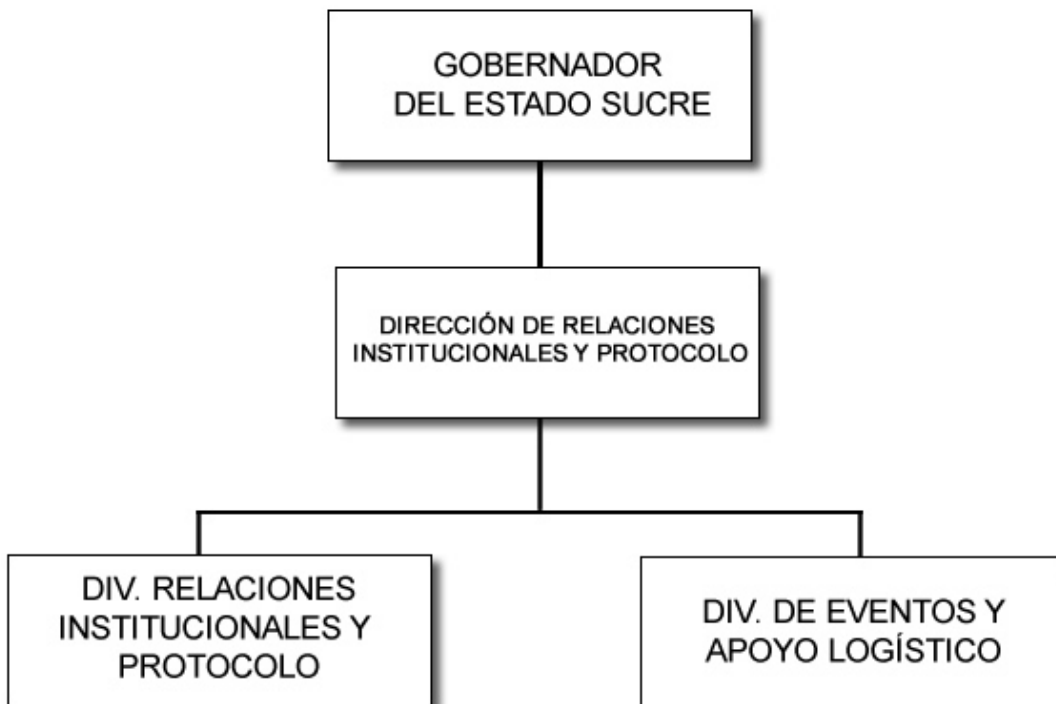 GOBERNADOR
DEL ESTADO SUCRE
DIRECCIÓN DE RELACIONES
INSTITUCIONALES Y PROTOCOLO
DIV. RELACIONES
INSTITUCIONALES Y
PROTOCOLO
DIV. DE EVENTOS Y
APOYO LOGÍSTICO